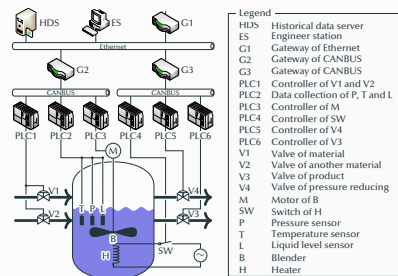 HDS
ES
G1
Ethernet
G2
G3
CANBUS
CANBUS
PLC1 PLC2 PLC3 PLC4 PLC5 PLC6
M
V1
V4
T P L
V2
V3
B
SW
H
Legend
HDS Historical data server
ES Engineer station
G1 Gateway of Ethernet
G2 Gateway of CANBUS
G3 Gateway of CANBUS
PLC1 Controller of V1 and V2
PLC2 Data collection of P, T and L
PLC3 Controller of M
PLC4 Controller of SW
PLC5 Controller of V4
PLC6 Controller of V3
V1 Valve of material
V2 Valve of another material
V3 Valve of product
V4 Valve of pressure reducing
M Motor of B
SW Switch of H
P Pressure sensor
T Temperature sensor
L Liquid level sensor
B Blender
H Heater